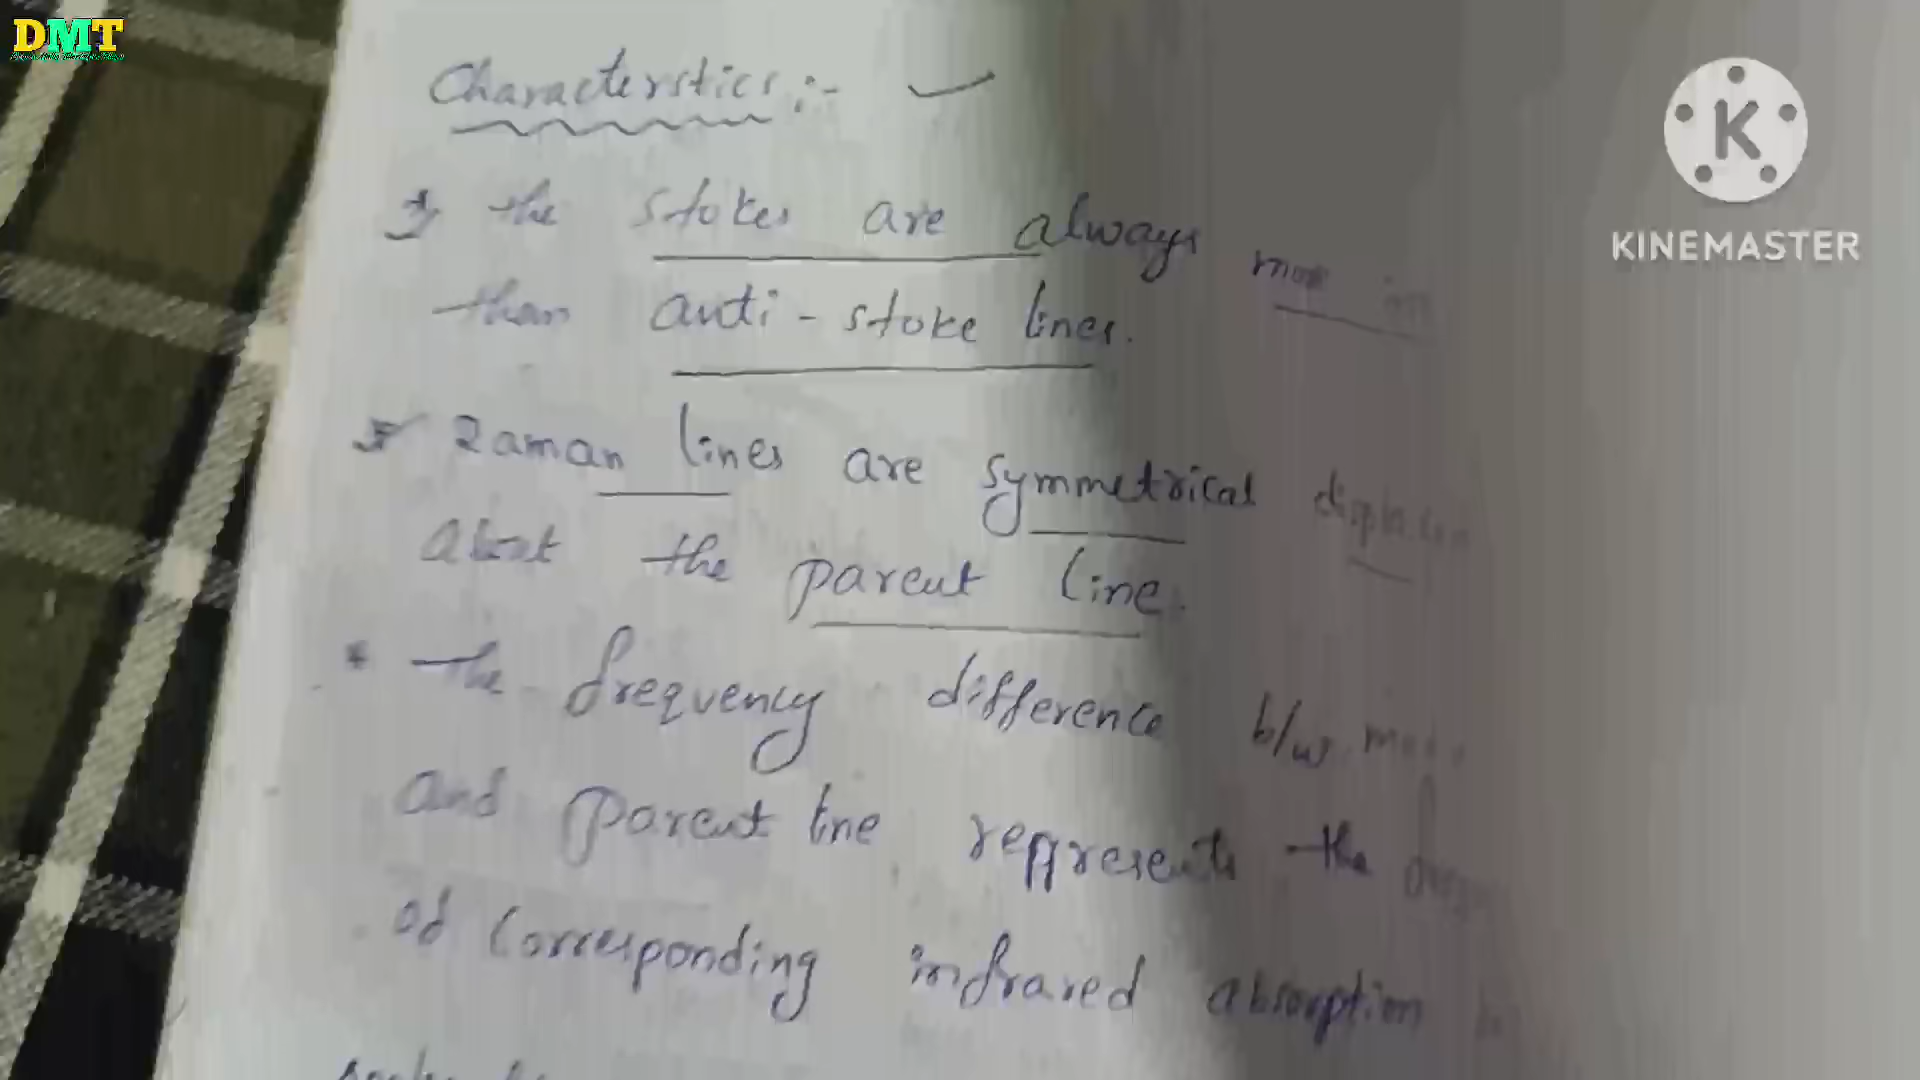 DMT
KINEMASTER
Characterstics :-
the stokes are always more
than anti-stoke lines.
Raman lines are symmetrical
about the parent line.
* the frequency difference b/w
and parent line represents the
of corresponding infrared absorption